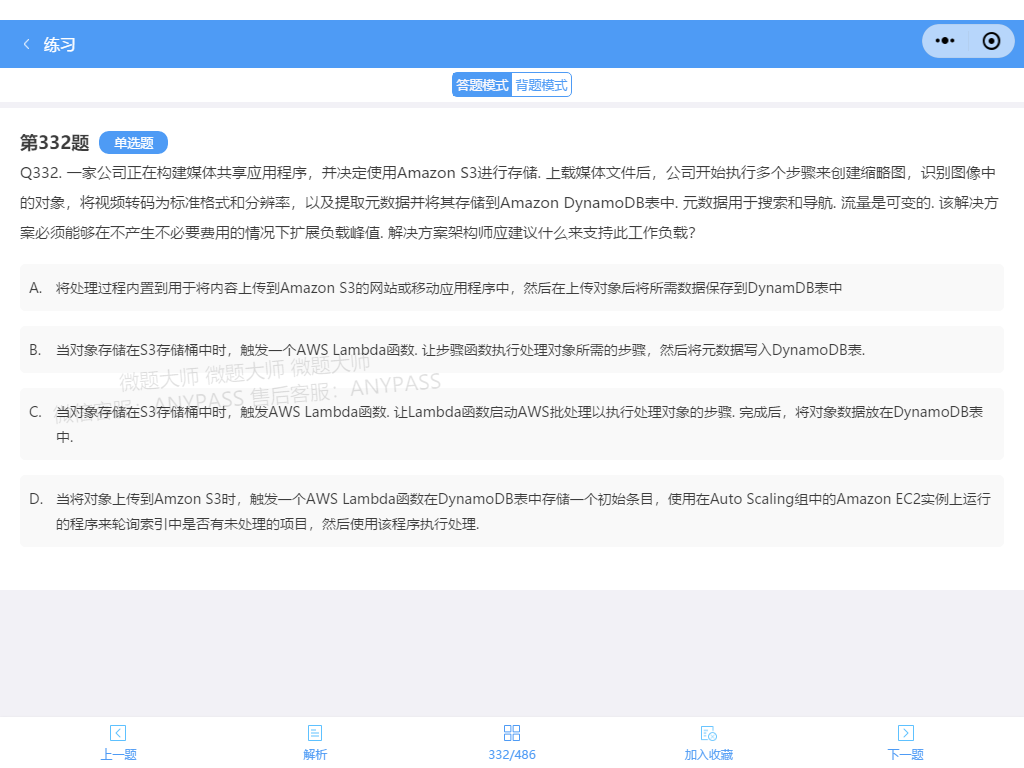 练习
答题模式 背题模式
第332题 单选题
Q332. 一家公司正在构建媒体共享应用程序，并决定使用Amazon S3进行存储. 上载媒体文件后，公司开始执行多个步骤来创建缩略图，识别图像中
的对象，将视频转码为标准格式和分辨率，以及提取元数据并将其存储到Amazon DynamoDB表中. 元数据用于搜索和导航. 流量是可变的. 该解决方
案必须能够在不产生不必要费用的情况下扩展负载峰值. 解决方案架构师应建议什么来支持此工作负载?
A. 将处理过程内置到用于将内容上传到Amazon S3的网站或移动应用程序中，然后在上传对象后将所需数据保存到DynamDB表中
B. 当对象存储在S3存储桶中时，触发一个AWS Lambda函数. 让步骤函数执行处理对象所需的步骤，然后将元数据写入DynamoDB表.
微题大师 微题大师 微题大师
客服：ANYPASS 售后客服：ANYPASS
C. 当对象存储在S3存储桶中时，触发AWS Lambda函数. 让Lambda函数启动AWS批处理以执行处理对象的步骤. 完成后，将对象数据放在DynamoDB表
中.
D. 当将对象上传到Amzon S3时，触发一个AWS Lambda函数在DynamoDB表中存储一个初始条目，使用在Auto Scaling组中的Amazon EC2实例上运行
的程序来轮询索引中是否有未处理的项目，然后使用该程序执行处理.
上一题 解析 332/486 加入收藏 下一题